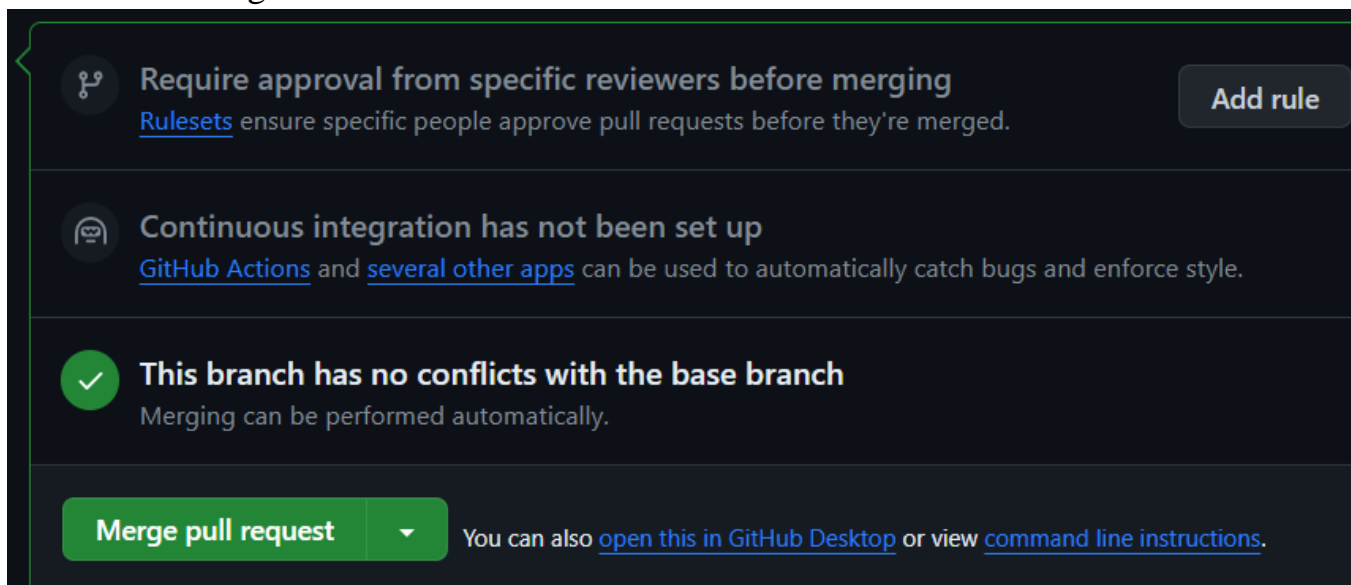 Require approval from specific reviewers before merging
Add rule
Rulesets ensure specific people approve pull requests before they're merged.
Continuous integration has not been set up
GitHub Actions and several other apps can be used to automatically catch bugs and enforce style.
This branch has no conflicts with the base branch
Merging can be performed automatically.
Merge pull request
You can also open this in GitHub Desktop or view command line instructions.